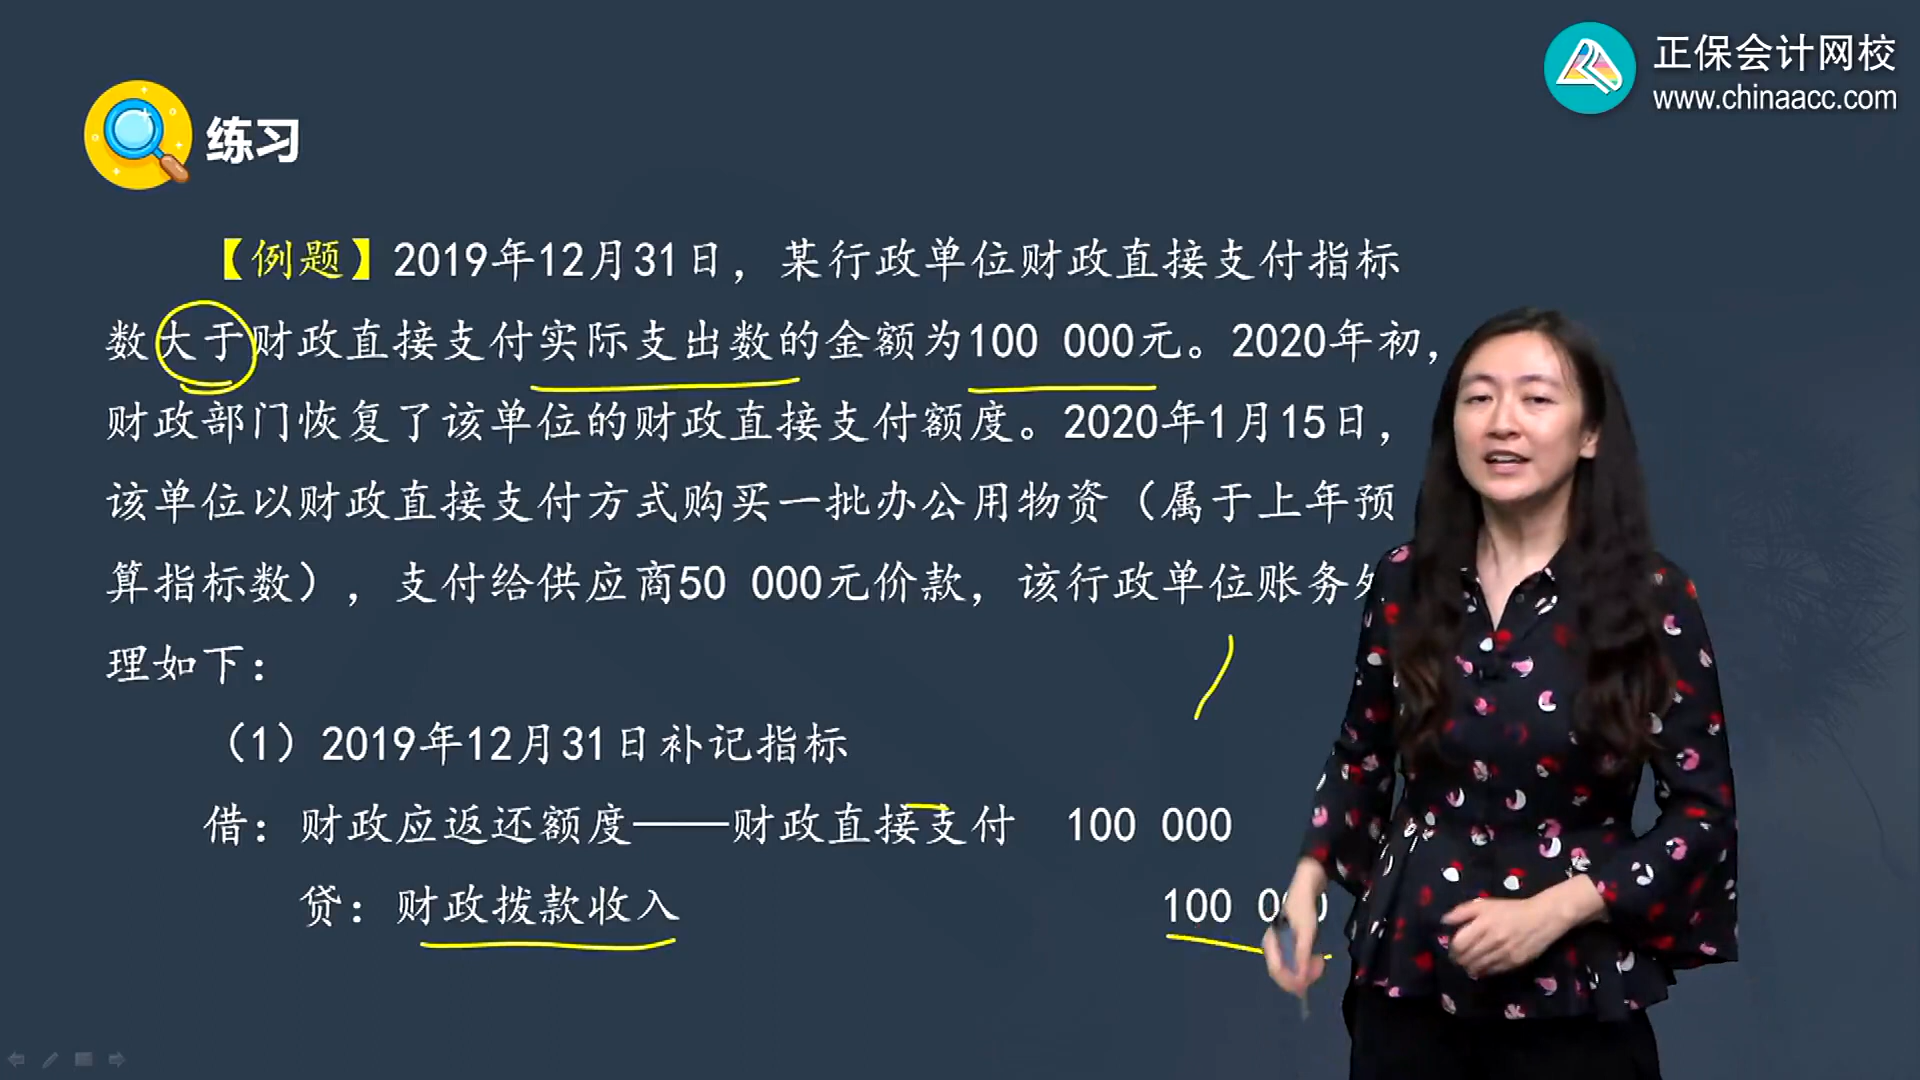 正保会计网校
www.chinaacc.com
练习
【例题】2019年12月31日，某行政单位财政直接支付指标
数大于财政直接支付实际支出数的金额为100 000元。2020年初，
财政部门恢复了该单位的财政直接支付额度。2020年1月15日，
该单位以财政直接支付方式购买一批办公用物资（属于上年预
算指标数），支付给供应商50 000元价款，该行政单位账务处
理如下：
（1）2019年12月31日补记指标
借：财政应返还额度——财政直接支付 100 000
贷：财政拨款收入 100 000